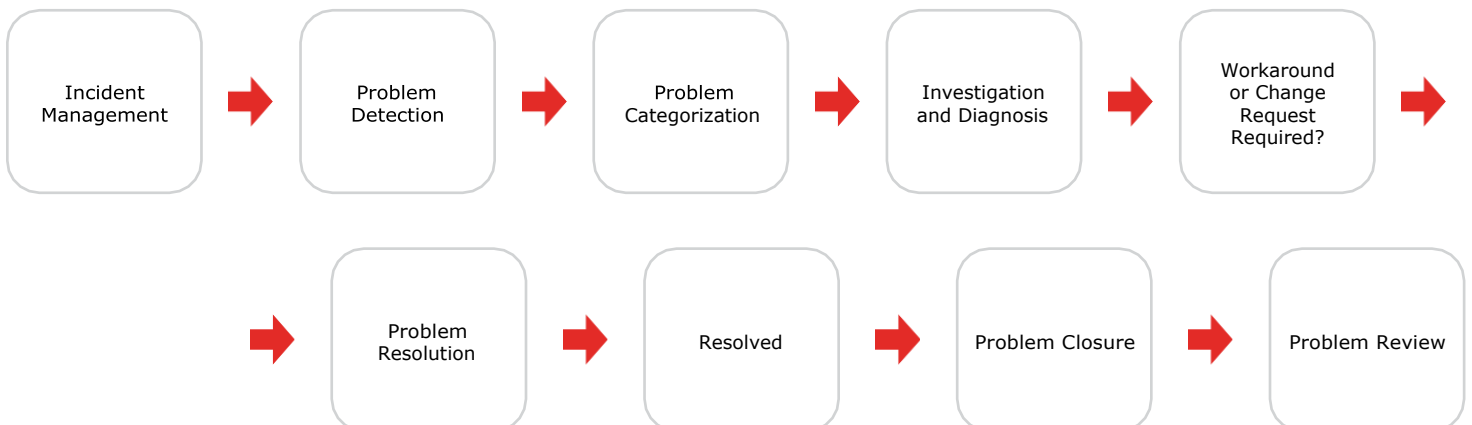 Incident
Management
Problem
Detection
Problem
Categorization
Investigation
and Diagnosis
Workaround
or Change
Request
Required?
Problem
Resolution
Resolved
Problem Closure
Problem Review